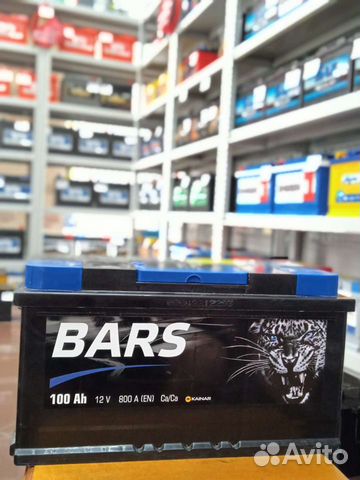 BARS
100 Ah 12 V 800 A (EN) Ca/Ca KAINAR
Avito